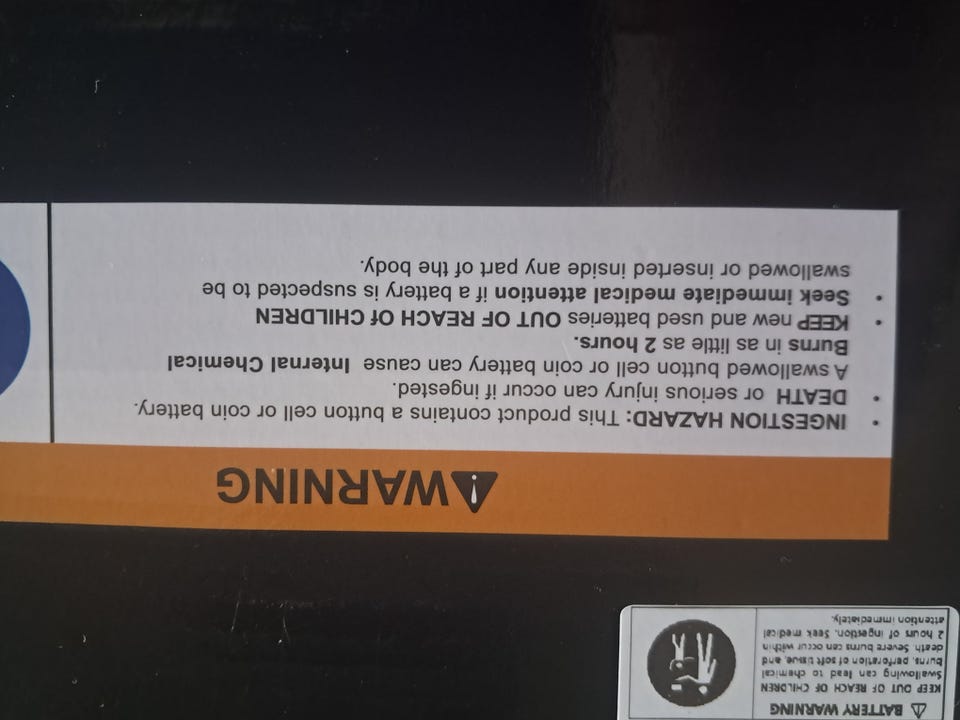 WARNING
INGESTION HAZARD: This product contains a button cell or coin battery.
DEATH or serious injury can occur if ingested.
A swallowed button cell or coin battery can cause Internal Chemical
Burns in as little as 2 hours.
KEEP new and used batteries OUT OF REACH Of CHILDREN
Seek immediate medical attention if a battery is suspected to be
swallowed or inserted inside any part of the body.
BATTERY WARNING
KEEP OUT OF REACH OF CHILDREN
Swallowing can lead to chemical
burns, perforation of soft tissue, and
death. Severe burns can occur within
2 hours of ingestion. Seek medical
attention immediately.